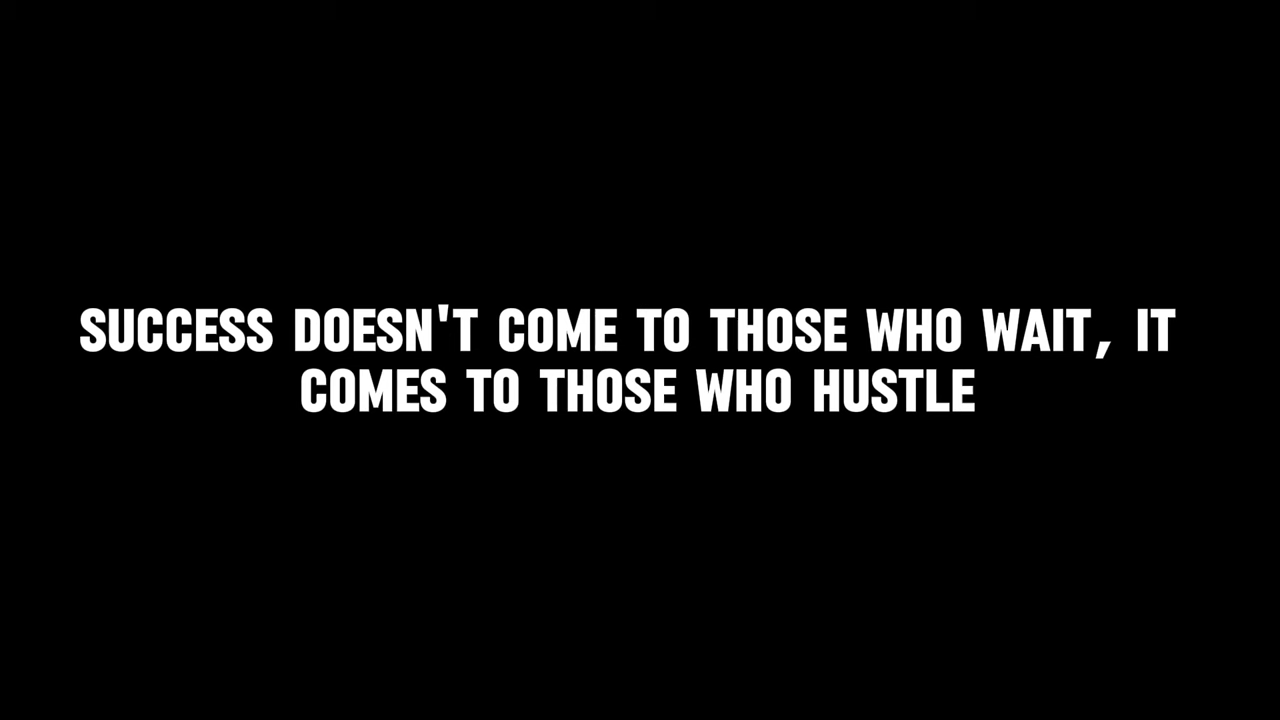 SUCCESS DOESN'T COME TO THOSE WHO WAIT, IT
COMES TO THOSE WHO HUSTLE